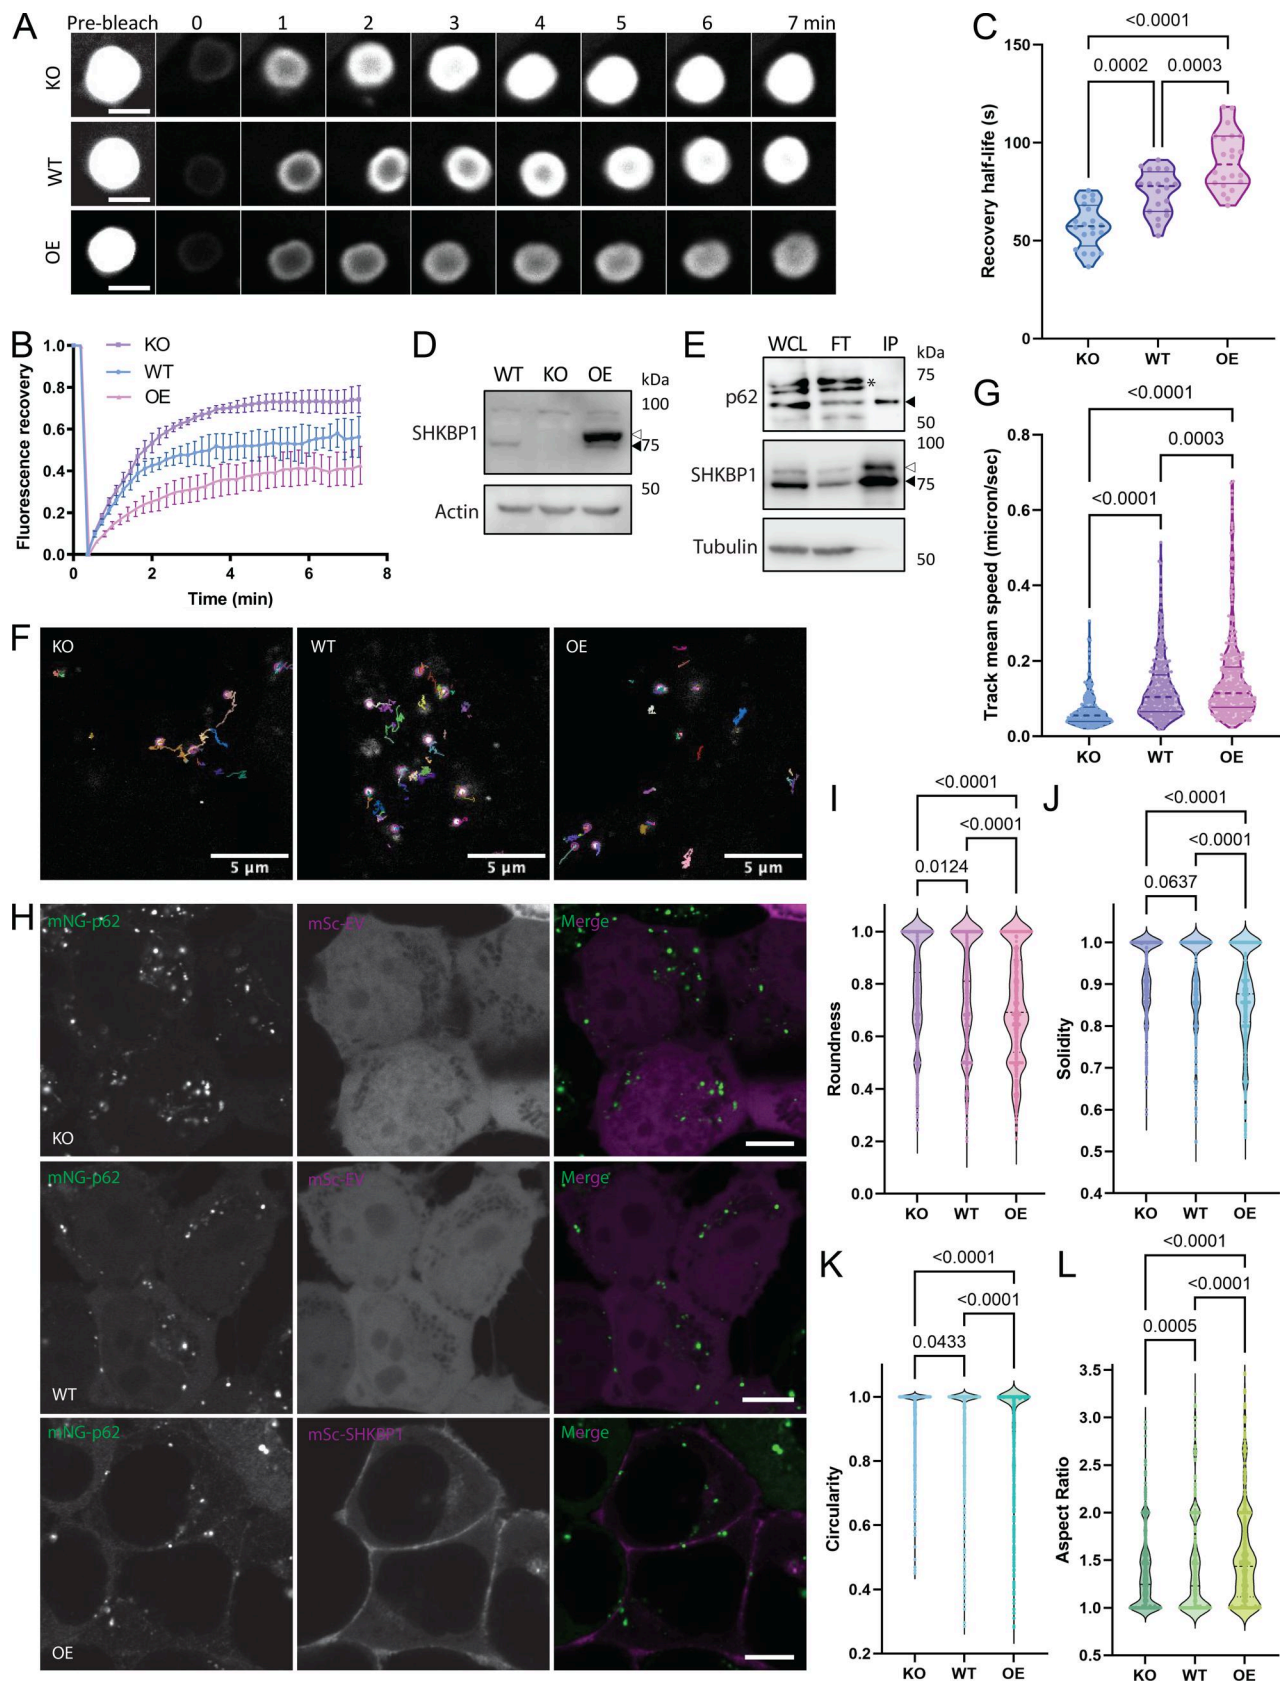 A
Pre-bleach 0 1 2 3 4 5 6 7 min
KO
WT
OE
B
Fluorescence recovery
1.0
0.8
0.6
0.4
0.2
0.0
KO
WT
OE
0 2 4 6 8
Time (min)
C
<0.0001
0.0002 0.0003
Recovery half-life (s)
150
100
50
0
KO WT OE
D
WT KO OE
kDa
100
SHKBP1
75
50
Actin
E
WCL FT IP
kDa
75
p62
*
50
100
SHKBP1
75
Tubulin
50
F
KO
5 µm
WT
5 µm
OE
5 µm
G
<0.0001
0.0003
<0.0001
Track mean speed (micron/sec)
0.8
0.6
0.4
0.2
0.0
KO WT OE
H
mNG-p62 mSc-EV Merge
KO
mNG-p62 mSc-EV Merge
WT
mNG-p62 mSc-SHKBP1 Merge
OE
I
<0.0001
<0.0001
0.0124
Roundness
1.0
0.8
0.6
0.4
0.2
0.0
KO WT OE
J
<0.0001
<0.0001
0.0637
Solidity
1.0
0.9
0.8
0.7
0.6
0.5
0.4
KO WT OE
K
<0.0001
<0.0001
0.0433
Circularity
1.0
0.8
0.6
0.4
0.2
KO WT OE
L
<0.0001
<0.0001
0.0005
Aspect Ratio
3.5
3.0
2.5
2.0
1.5
1.0
0.5
KO WT OE